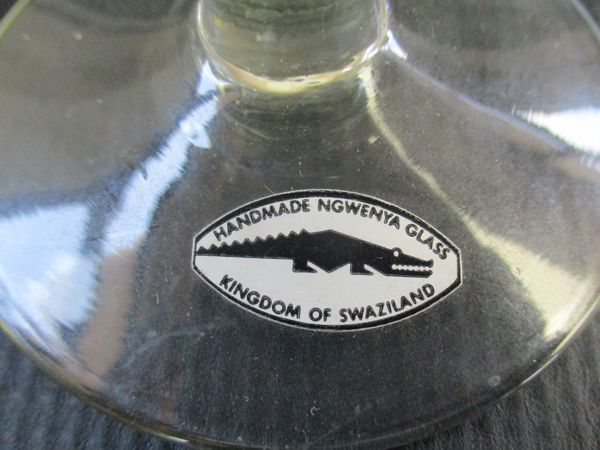 HANDMADE NGWENYA GLASS
KINGDOM OF SWAZILAND